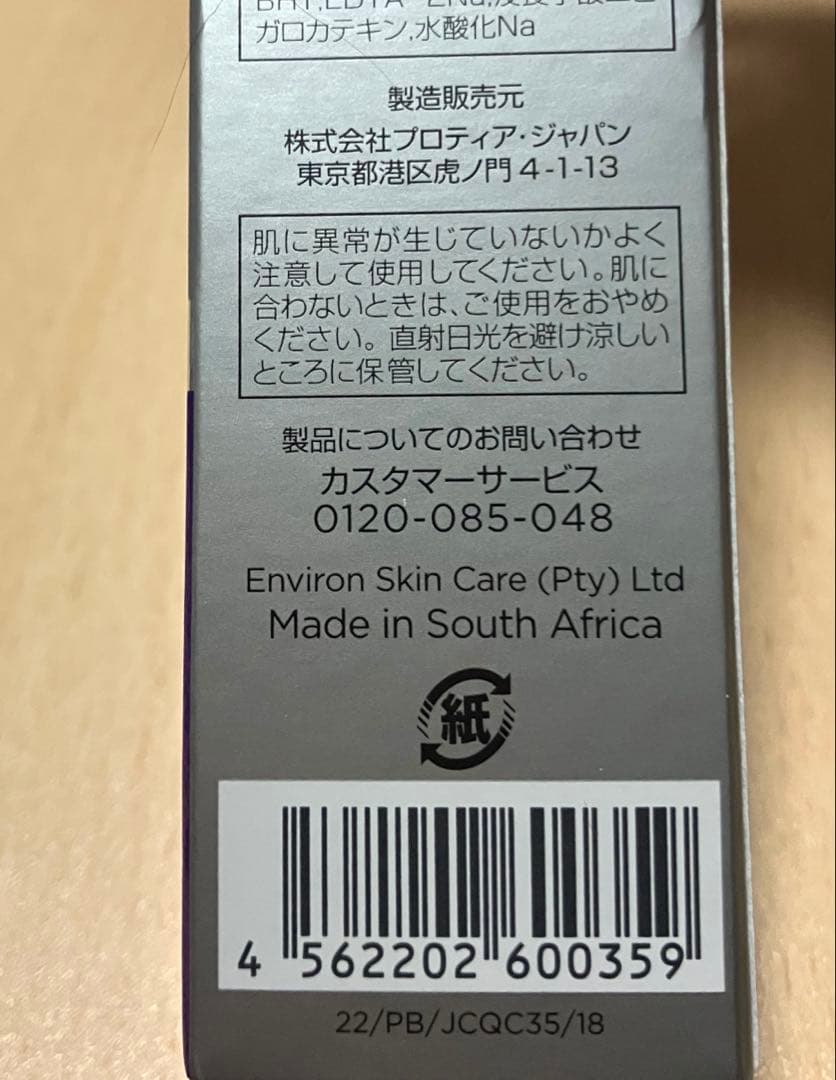 ガロカテキン,水酸化Na
製造販売元
株式会社プロティア・ジャパン
東京都港区虎ノ門4-1-13
肌に異常が生じていないかよく
注意して使用してください。肌に
合わないときは、ご使用をおやめ
ください。直射日光を避け涼しい
ところに保管してください。
製品についてのお問い合わせ
カスタマーサービス
0120-085-048
Environ Skin Care (Pty) Ltd
Made in South Africa
紙
4 562202 600359
22/PB/JCQC35/18